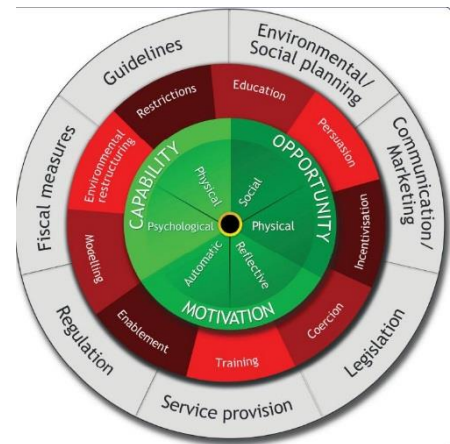 Guidelines
Environmental/
Social planning
Communication/
Marketing
Legislation
Service provision
Regulation
Fiscal measures
Restrictions
Education
Persuasion
Incentivisation
Coercion
Training
Enablement
Modelling
Environmental
restructuring
CAPABILITY
OPPORTUNITY
MOTIVATION
Physical
Social
Physical
Reflective
Automatic
Psychological